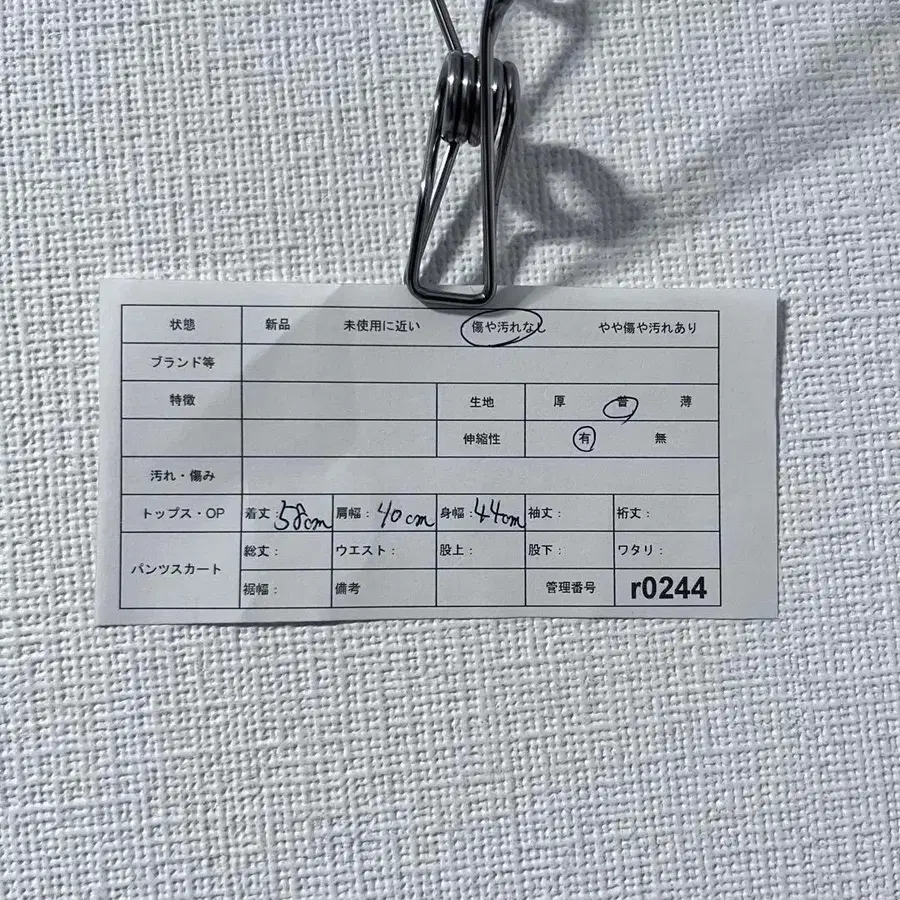 状態 新品 未使用に近い 傷や汚れなし やや傷や汚れあり
ブランド等
特徴 生地 厚 普 薄
伸縮性 有 無
汚れ・傷み
トップス・OP 着丈：58cm 肩幅：40cm 身幅：44cm 袖丈： 裄丈：
パンツスカート 総丈： ウエスト： 股上： 股下： ワタリ：
裾幅： 備考 管理番号 r0244